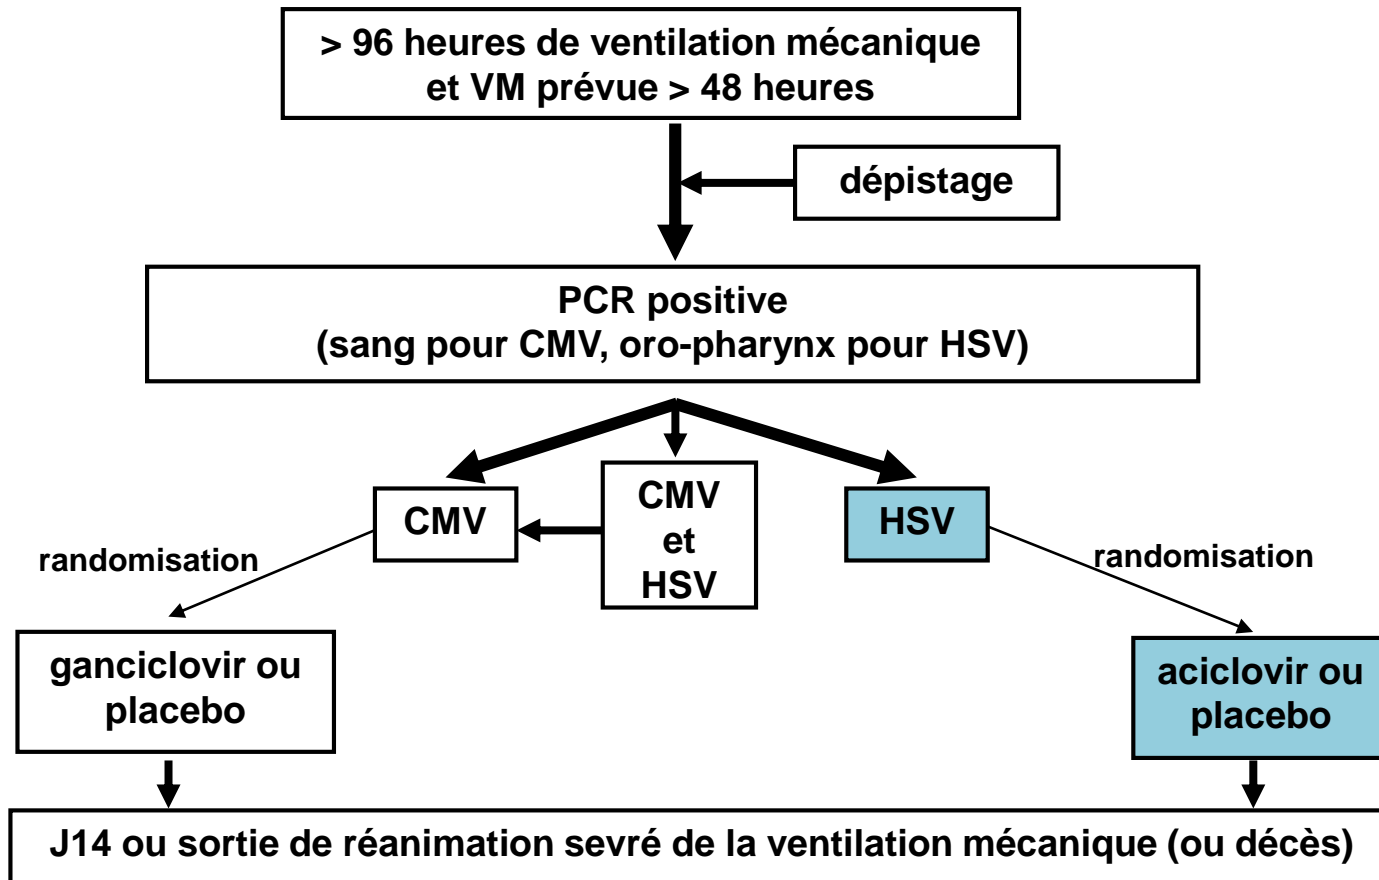 > 96 heures de ventilation mécanique
et VM prévue > 48 heures
dépistage
PCR positive
(sang pour CMV, oro-pharynx pour HSV)
CMV
CMV
et
HSV
HSV
randomisation
randomisation
ganciclovir ou
placebo
aciclovir ou
placebo
J14 ou sortie de réanimation sevré de la ventilation mécanique (ou décès)